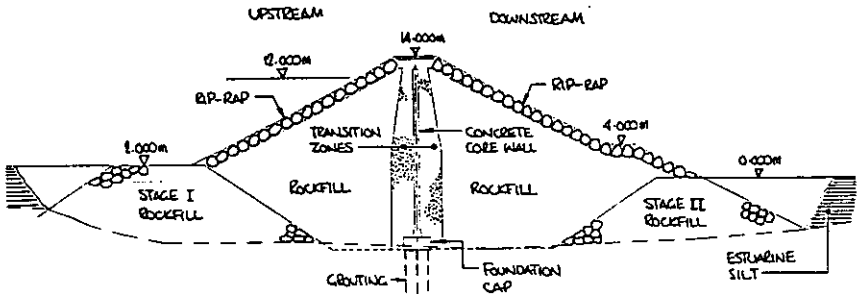 UPSTREAM
DOWNSTREAM
14.000m
12.000m
RIP-RAP
RIP-RAP
TRANSITION
ZONES
CONCRETE
CORE WALL
4.000m
1.000m
0.000m
ROCKFILL
ROCKFILL
STAGE I
ROCKFILL
STAGE II
ROCKFILL
GROUTING
FOUNDATION
CAP
ESTUARINE
SILT